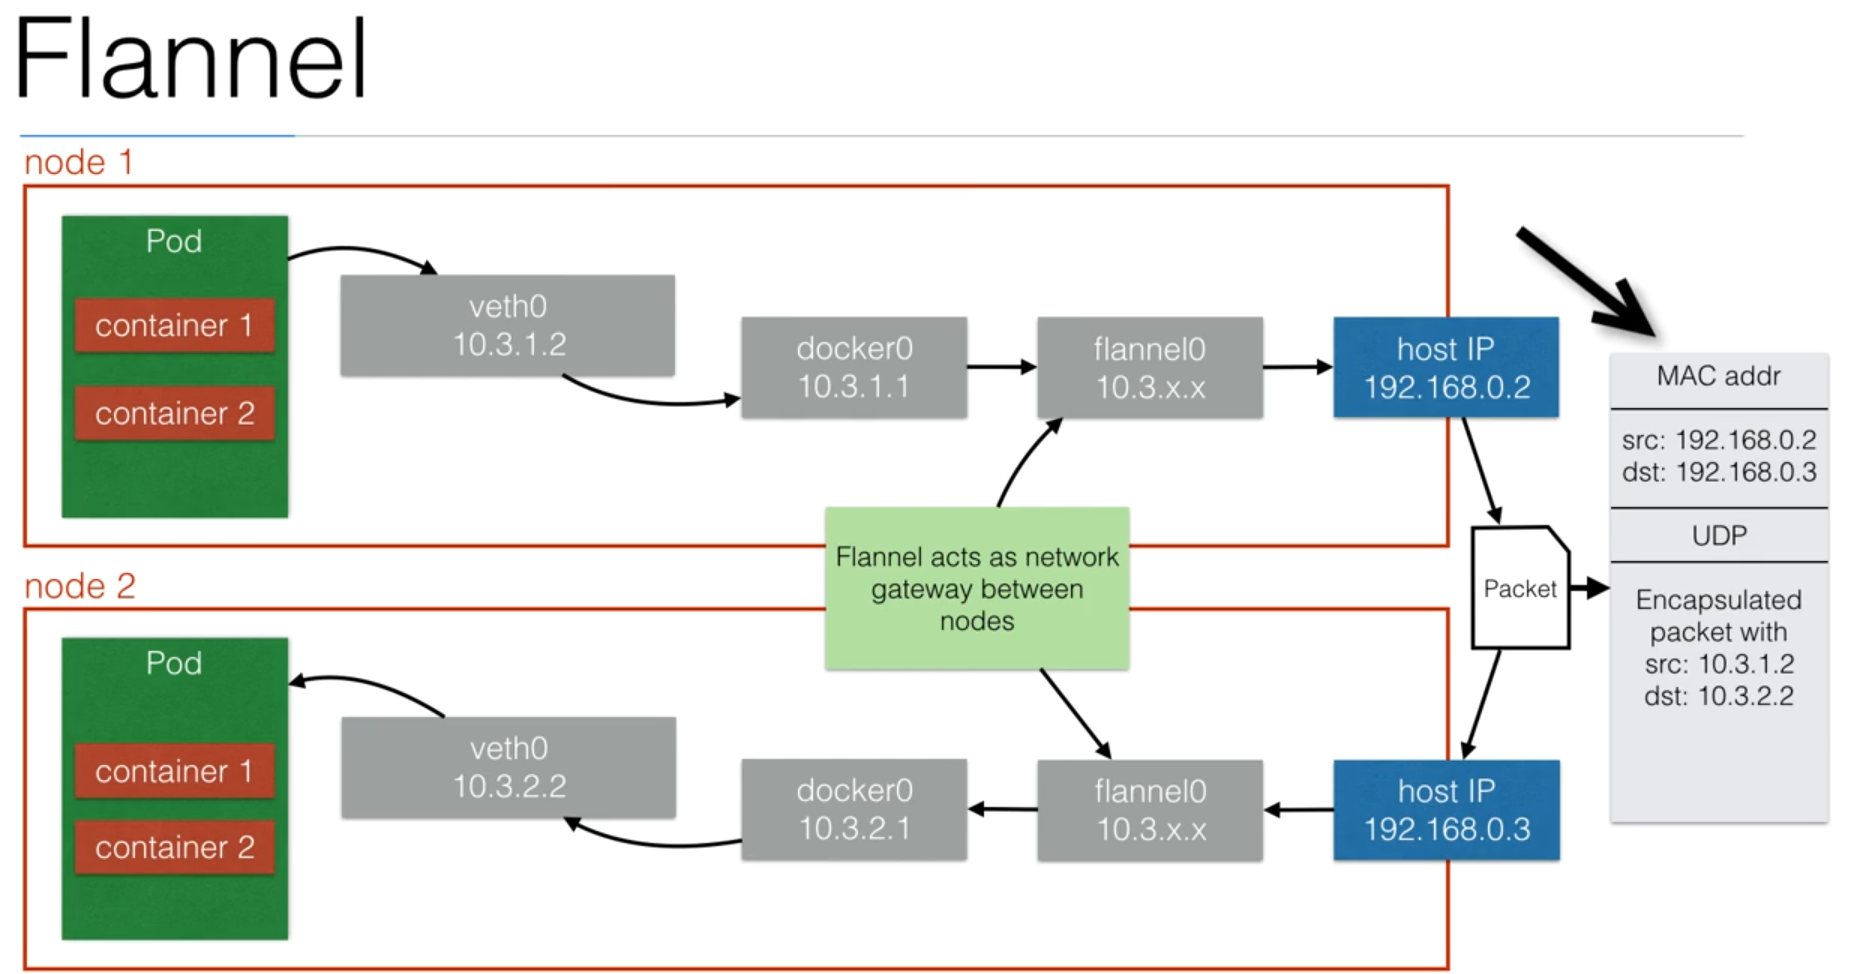 Flannel
node 1
Pod
container 1
container 2
veth0
10.3.1.2
docker0
10.3.1.1
flannel0
10.3.x.x
host IP
192.168.0.2
MAC addr
src: 192.168.0.2
dst: 192.168.0.3
UDP
Encapsulated
packet with
src: 10.3.1.2
dst: 10.3.2.2
Packet
Flannel acts as network
gateway between
nodes
node 2
Pod
container 1
container 2
veth0
10.3.2.2
docker0
10.3.2.1
flannel0
10.3.x.x
host IP
192.168.0.3